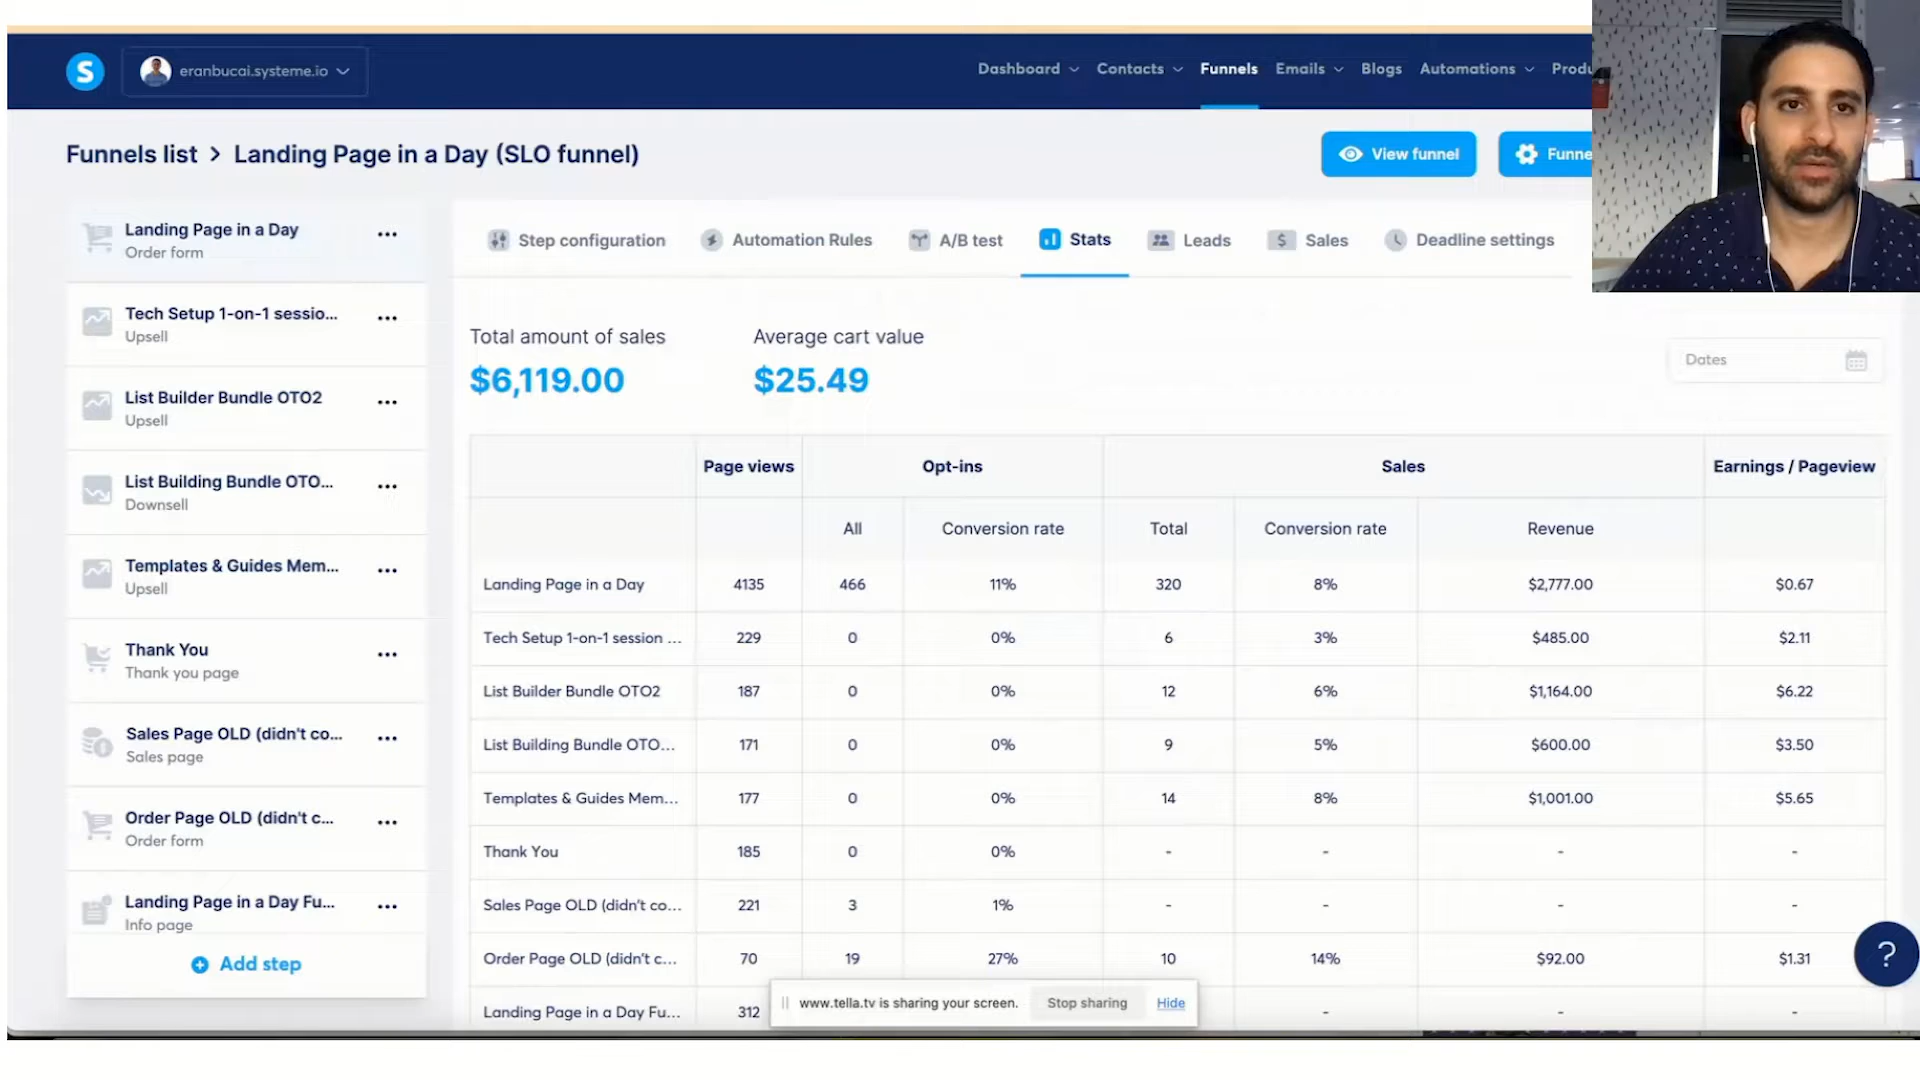 S eranbucai.systeme.io Dashboard Contacts Funnels Emails Blogs Automations Produ
Funnels list > Landing Page in a Day (SLO funnel) View funnel Funne
Landing Page in a Day ...
Order form
Tech Setup 1-on-1 sessio... ...
Upsell
List Builder Bundle OTO2 ...
Upsell
List Building Bundle OTO... ...
Downsell
Templates & Guides Mem... ...
Upsell
Thank You ...
Thank you page
Sales Page OLD (didn't co... ...
Sales page
Order Page OLD (didn't c... ...
Order form
Landing Page in a Day Fu... ...
Info page
+ Add step
Step configuration Automation Rules A/B test Stats Leads $ Sales Deadline settings
Total amount of sales Average cart value
$6,119.00 $25.49
Dates
Page views Opt-ins Sales Earnings / Pageview
All Conversion rate Total Conversion rate Revenue
Landing Page in a Day 4135 466 11% 320 8% $2,777.00 $0.67
Tech Setup 1-on-1 session ... 229 0 0% 6 3% $485.00 $2.11
List Builder Bundle OTO2 187 0 0% 12 6% $1,164.00 $6.22
List Building Bundle OTO... 171 0 0% 9 5% $600.00 $3.50
Templates & Guides Mem... 177 0 0% 14 8% $1,001.00 $5.65
Thank You 185 0 0% - - - -
Sales Page OLD (didn't co... 221 3 1% - - - -
Order Page OLD (didn't c... 70 19 27% 10 14% $92.00 $1.31
Landing Page in a Day Fu... 312 - - -
www.tella.tv is sharing your screen. Stop sharing Hide
?